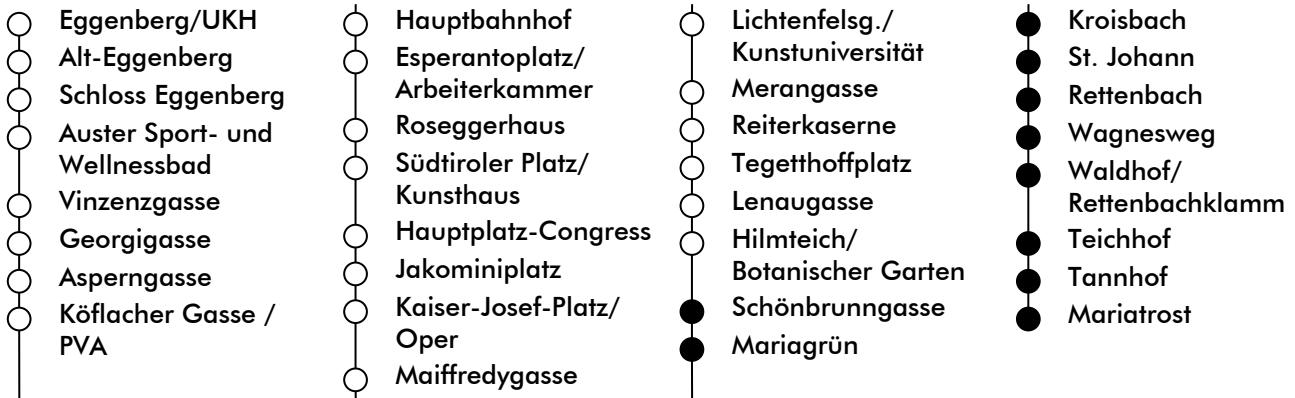 Eggenberg/UKH
Alt-Eggenberg
Schloss Eggenberg
Auster Sport- und
Wellnessbad
Vinzenzgasse
Georgigasse
Asperngasse
Köflacher Gasse /
PVA
Hauptbahnhof
Esperantoplatz/
Arbeiterkammer
Roseggerhaus
Südtiroler Platz/
Kunsthaus
Hauptplatz-Congress
Jakominiplatz
Kaiser-Josef-Platz/
Oper
Maiffredygasse
Lichtenfelsg./
Kunstuniversität
Merangasse
Reiterkaserne
Tegetthoffplatz
Lenaugasse
Hilmteich/
Botanischer Garten
Schönbrunngasse
Mariagrün
Kroisbach
St. Johann
Rettenbach
Wagnesweg
Waldhof/
Rettenbachklamm
Teichhof
Tannhof
Mariatrost